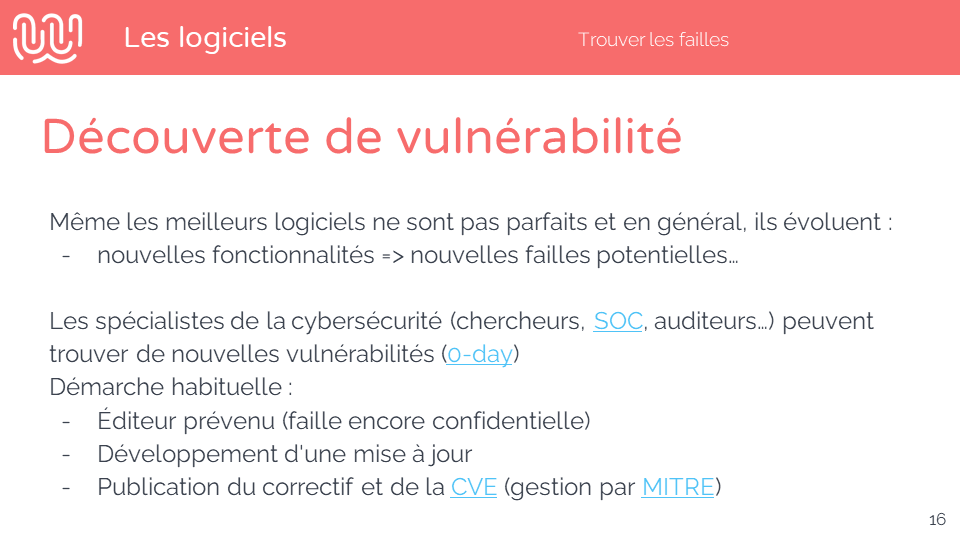 Les logiciels
Trouver les failles
Découverte de vulnérabilité
Même les meilleurs logiciels ne sont pas parfaits et en général, ils évoluent :
- nouvelles fonctionnalités => nouvelles failles potentielles…
Les spécialistes de la cybersécurité (chercheurs, SOC, auditeurs…) peuvent
trouver de nouvelles vulnérabilités (0-day)
Démarche habituelle :
- Éditeur prévenu (faille encore confidentielle)
- Développement d'une mise à jour
- Publication du correctif et de la CVE (gestion par MITRE)
16